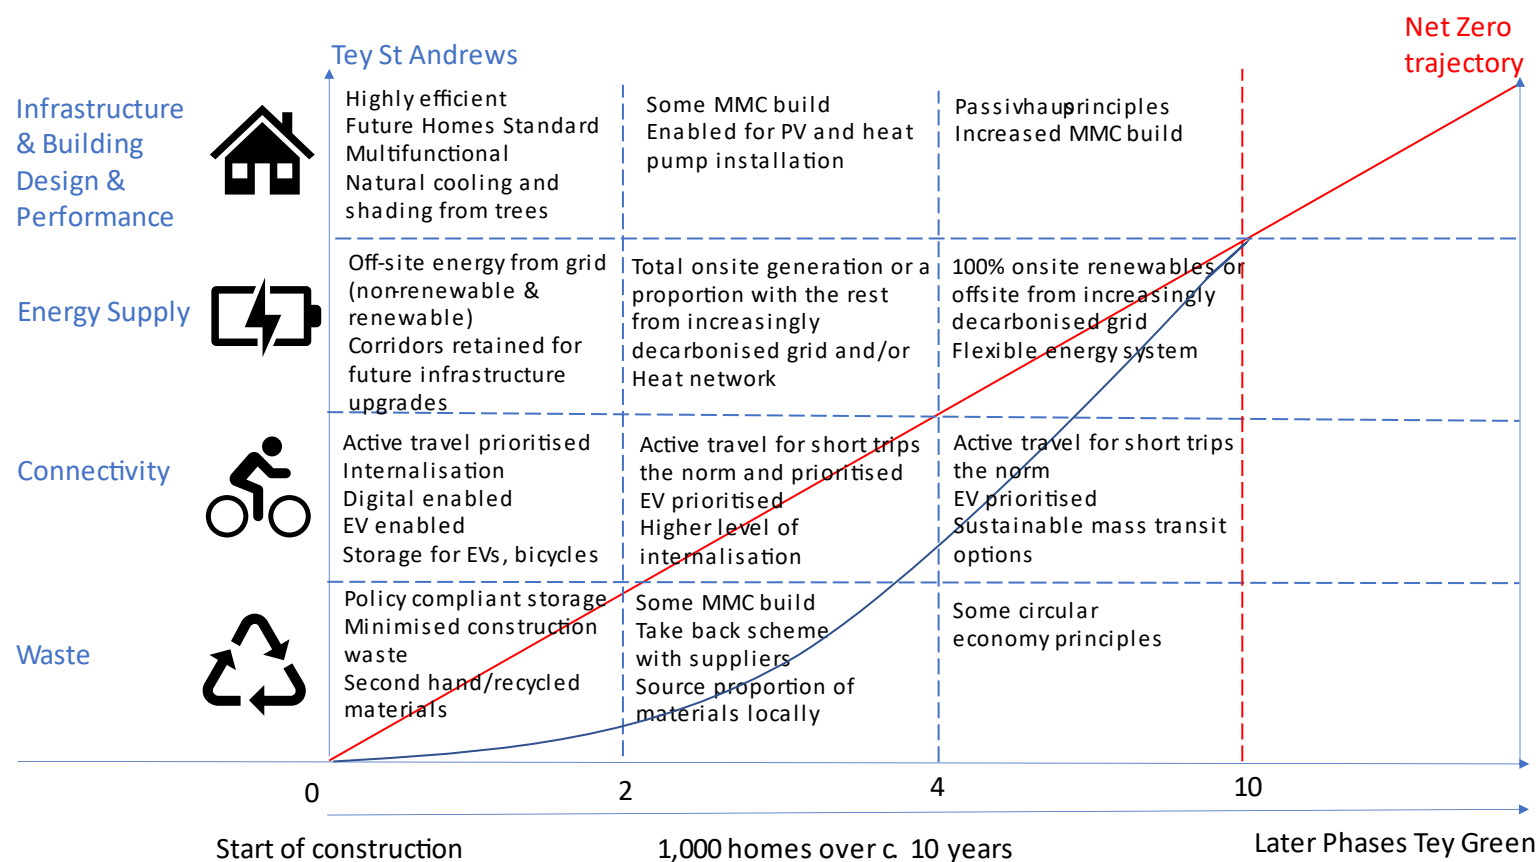 Net Zero
trajectory
Tey St Andrews
Infrastructure
& Building
Design &
Performance
Highly efficient
Future Homes Standard
Multifunctional
Natural cooling and
shading from trees
Some MMC build
Enabled for PV and heat
pump installation
Passivhaus principles
Increased MMC build
Energy Supply
Off-site energy from grid
(non-renewable &
renewable)
Corridors retained for
future infrastructure
upgrades
Total onsite generation or a
proportion with the rest
from increasingly
decarbonised grid and/or
Heat network
100% onsite renewables or
offsite from increasingly
decarbonised grid
Flexible energy system
Connectivity
Active travel prioritised
Internalisation
Digital enabled
EV enabled
Storage for EVs, bicycles
Active travel for short trips
the norm and prioritised
EV prioritised
Higher level of
internalisation
Active travel for short trips
the norm
EV prioritised
Sustainable mass transit
options
Waste
Policy compliant storage
Minimised construction
waste
Second hand/recycled
materials
Some MMC build
Take back scheme
with suppliers
Source proportion of
materials locally
Some circular
economy principles
0
2
4
10
Start of construction
1,000 homes over c. 10 years
Later Phases Tey Green